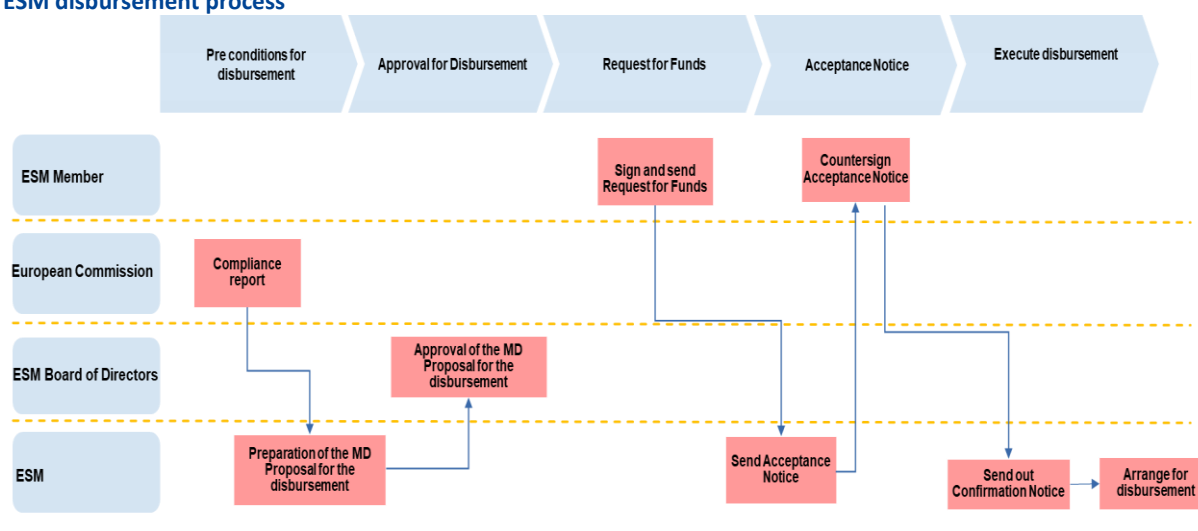 ESM disbursement process
Pre conditions for
disbursement
Approval for Disbursement
Request for Funds
Acceptance Notice
Execute disbursement
ESM Member
Sign and send
Request for Funds
Countersign
Acceptance Notice
European Commission
Compliance
report
ESM Board of Directors
Approval of the MD
Proposal for the
disbursement
ESM
Preparation of the MD
Proposal for the
disbursement
Send Acceptance
Notice
Send out
Confirmation Notice
Arrange for
disbursement